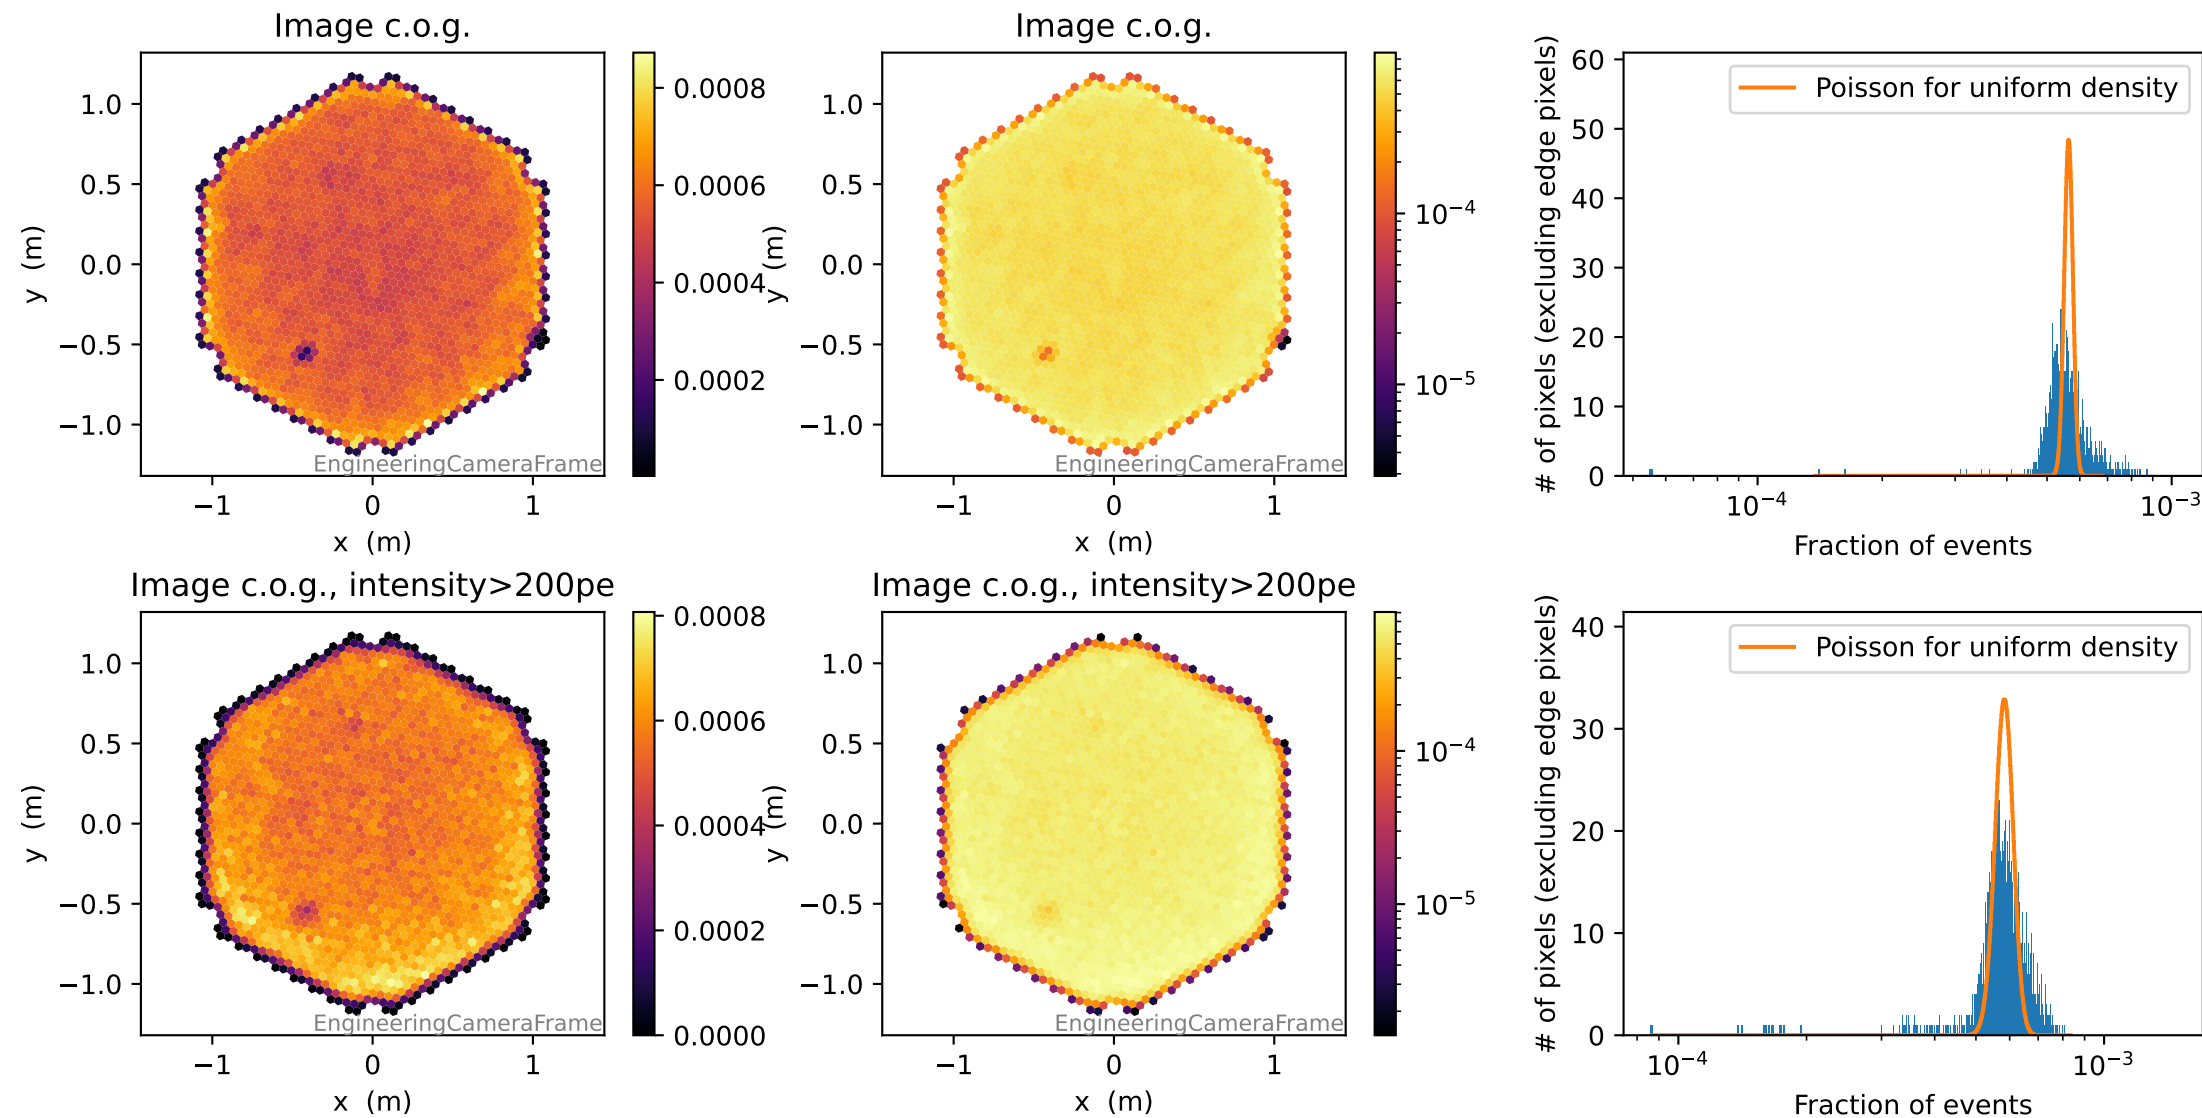 Image c.o.g.
1.0
0.5
0.0
−0.5
−1.0
y (m)
−1
0
1
x (m)
EngineeringCameraFrame
0.0008
0.0006
0.0004
0.0002
Image c.o.g.
1.0
0.5
0.0
−0.5
−1.0
y (m)
−1
0
1
x (m)
EngineeringCameraFrame
10⁻⁴
10⁻⁵
# of pixels (excluding edge pixels)
60
50
40
30
20
10
0
Poisson for uniform density
10⁻⁴
10⁻³
Fraction of events
Image c.o.g., intensity>200pe
1.0
0.5
0.0
−0.5
−1.0
y (m)
−1
0
1
x (m)
EngineeringCameraFrame
0.0008
0.0006
0.0004
0.0002
0.0000
Image c.o.g., intensity>200pe
1.0
0.5
0.0
−0.5
−1.0
y (m)
−1
0
1
x (m)
EngineeringCameraFrame
10⁻⁴
10⁻⁵
# of pixels (excluding edge pixels)
40
30
20
10
0
Poisson for uniform density
10⁻⁴
10⁻³
Fraction of events